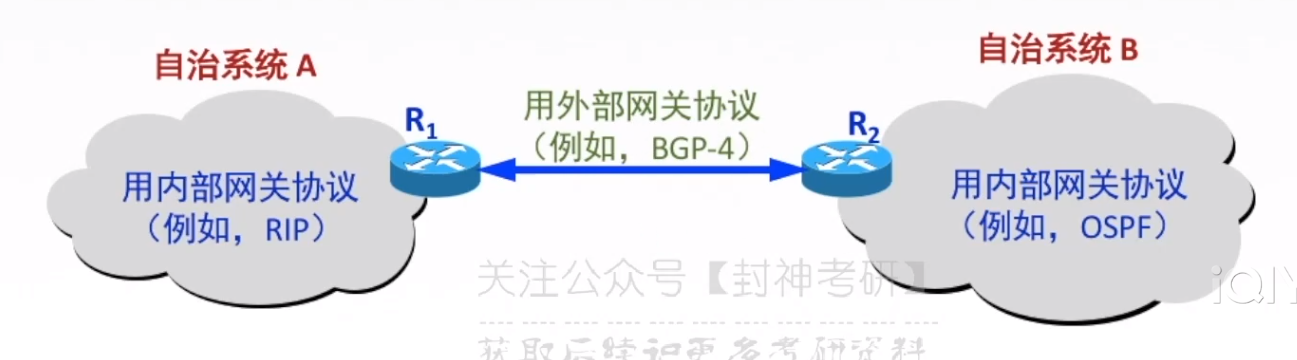 自治系统 A
自治系统 B
R1
用外部网关协议
（例如，BGP-4）
R2
用内部网关协议
（例如，RIP）
用内部网关协议
（例如，OSPF）
关注公众号【封神考研】
iQIY
获取后续识更多考研资料